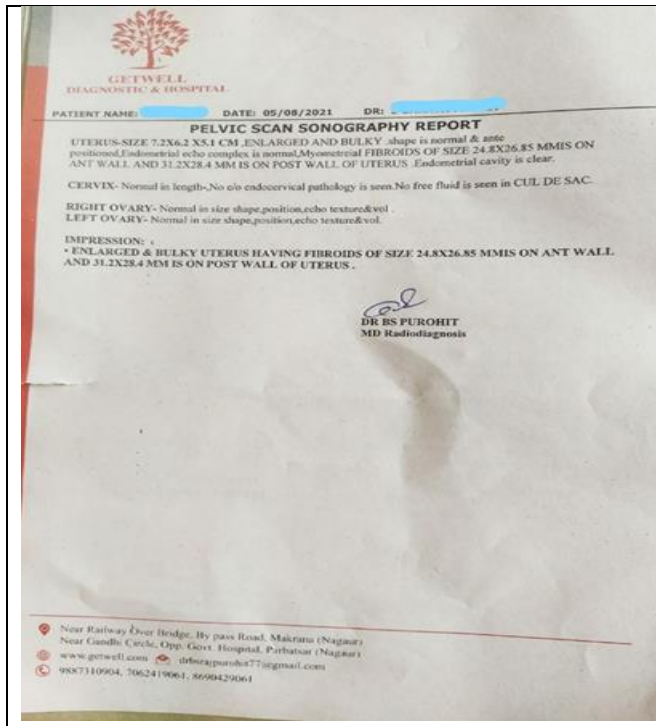 GETWELL
DIAGNOSTIC & HOSPITAL
PATIENT NAME: DATE: 05/08/2021 DR:
PELVIC SCAN SONOGRAPHY REPORT
UTERUS-SIZE 7.2X6.2 X5.1 CM ,ENLARGED AND BULKY .shape is normal & ante
positioned,Endometrial echo complex is normal,Myometreial FIBROIDS OF SIZE 24.8X26.85 MMIS ON
ANT WALL AND 31.2X28.4 MM IS ON POST WALL OF UTERUS .Endometrial cavity is clear.
CERVIX- Normal in length-,No e/o endocervical pathology is seen.No free fluid is seen in CUL DE SAC.
RIGHT OVARY- Normal in size shape,position,echo texture&vol .
LEFT OVARY- Normal in size shape,position,echo texture&vol.
IMPRESSION: .
• ENLARGED & BULKY UTERUS HAVING FIBROIDS OF SIZE 24.8X26.85 MMIS ON ANT WALL
AND 31.2X28.4 MM IS ON POST WALL OF UTERUS .
DR BS PUROHIT
MD Radiodiagnosis
Near Railway Over Bridge, By pass Road, Makrana (Nagaur)
Near Gandhi Circle, Opp. Govt. Hospital, Parbatsar (Nagaur)
www.getwell.com drbsrajpurohit77@gmail.com
9887310904, 7062419061, 8690429061